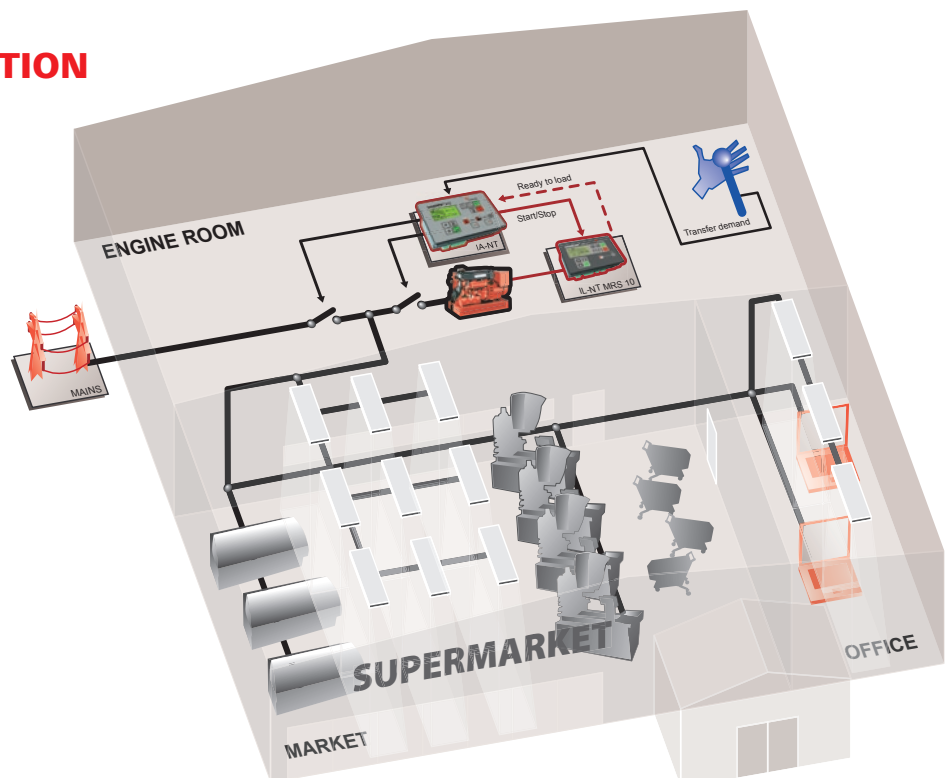 TION
ENGINE ROOM
Ready to load
Start/Stop
Transfer demand
IA-NT
IL-NT MRS 10
MAINS
SUPERMARKET
OFFICE
MARKET